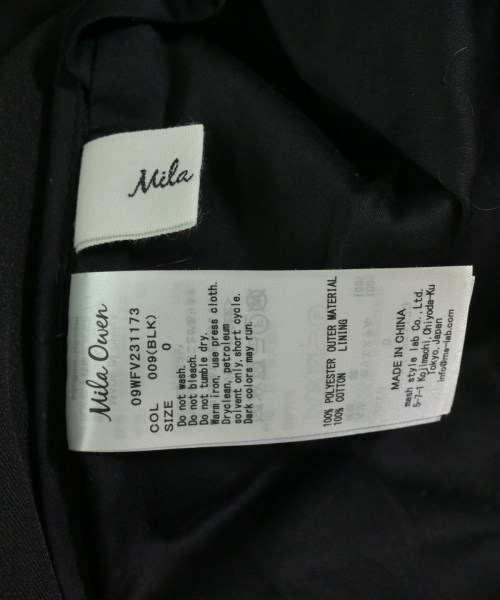 Mila
Mila Owen
09WFV231173
COL 009(BLK)
SIZE 0
Do not wash.
Do not bleach.
Do not tumble dry.
Warm iron, use press cloth.
Dryclean, petroleum
solvent only,short cycle.
Dark colors may run.
100% POLYESTER OUTER MATERIAL
100% COTTON LINING
MADE IN CHINA
mash style lab Co.,Ltd.
5-7-1 Kojimachi,Chiyoda-Ku
Tokyo, Japan
info@ms-lab.com